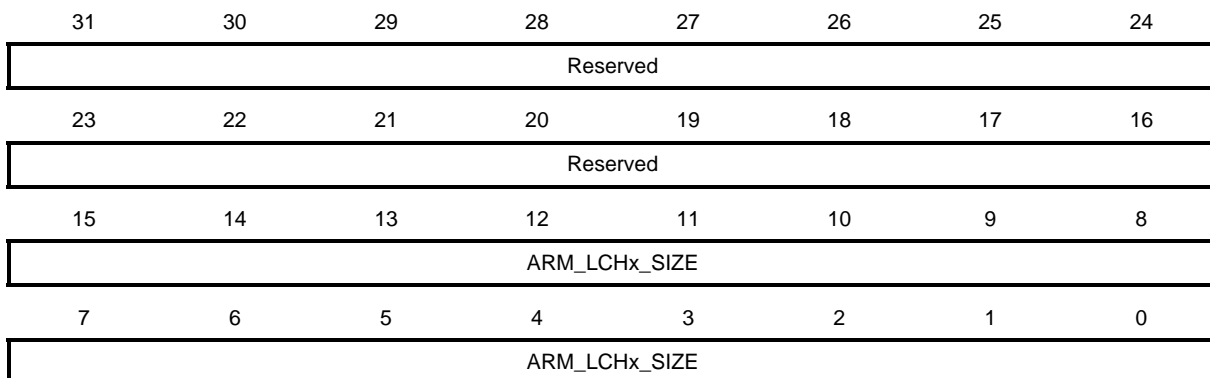 31 30 29 28 27 26 25 24
Reserved
23 22 21 20 19 18 17 16
Reserved
15 14 13 12 11 10 9 8
ARM_LCHx_SIZE
7 6 5 4 3 2 1 0
ARM_LCHx_SIZE